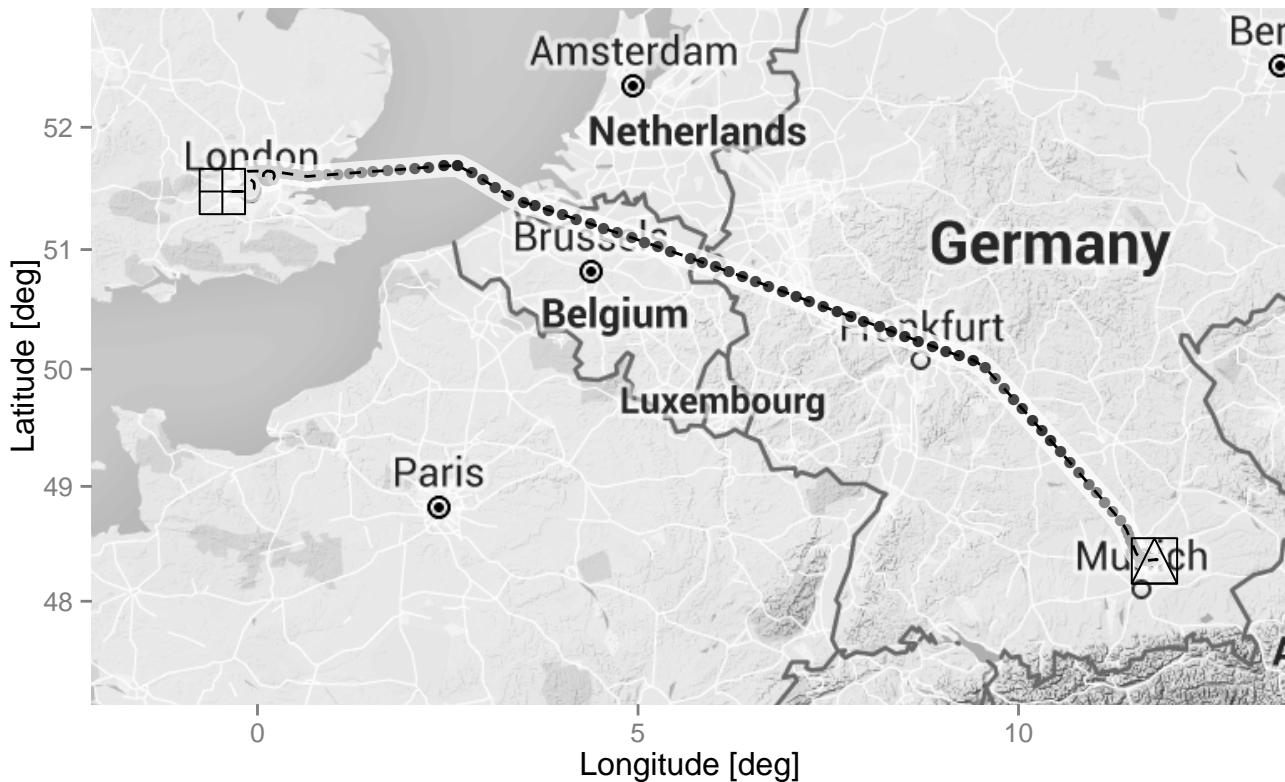 Amsterdam
Ber
52
Netherlands
London
51
Brussels
Germany
Belgium
Frankfurt
50
Luxembourg
Paris
49
Munich
48
A
0
5
10
Longitude [deg]
Latitude [deg]